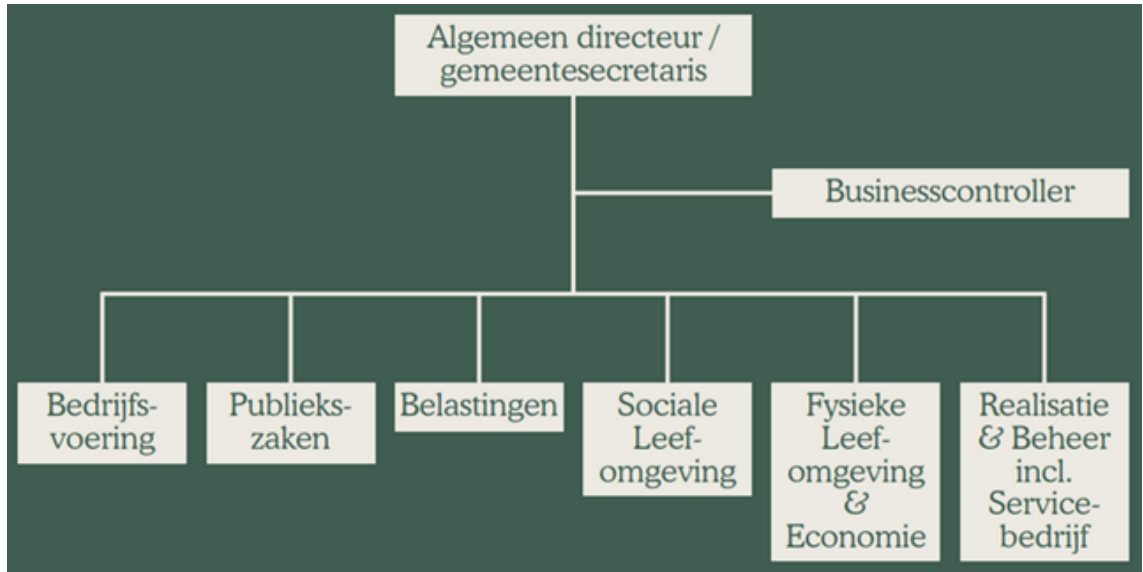 Algemeen directeur /
gemeentesecretaris
Businesscontroller
Bedrijfs-
voering
Publieks-
zaken
Belastingen
Sociale
Leef-
omgeving
Fysieke
Leef-
omgeving
&
Economie
Realisatie
& Beheer
incl.
Service-
bedrijf